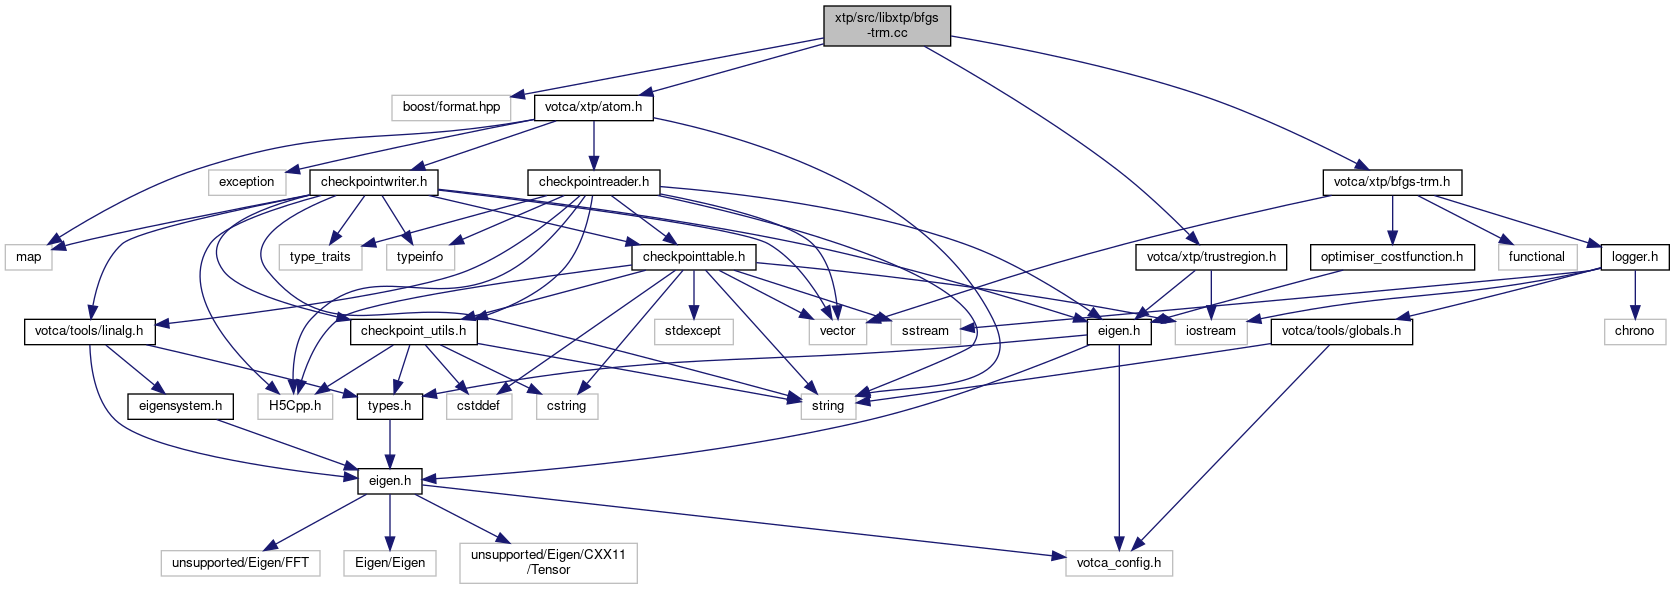 xtp/src/libxtp/bfgs
-trm.cc
boost/format.hpp
votca/xtp/atom.h
exception
checkpointwriter.h
checkpointreader.h
votca/xtp/bfgs-trm.h
map
type_traits
typeinfo
checkpointtable.h
votca/xtp/trustregion.h
optimiser_costfunction.h
functional
logger.h
votca/tools/linalg.h
checkpoint_utils.h
stdexcept
vector
sstream
eigen.h
iostream
votca/tools/globals.h
chrono
eigensystem.h
H5Cpp.h
types.h
cstddef
cstring
string
eigen.h
unsupported/Eigen/FFT
Eigen/Eigen
unsupported/Eigen/CXX11
/Tensor
votca_config.h